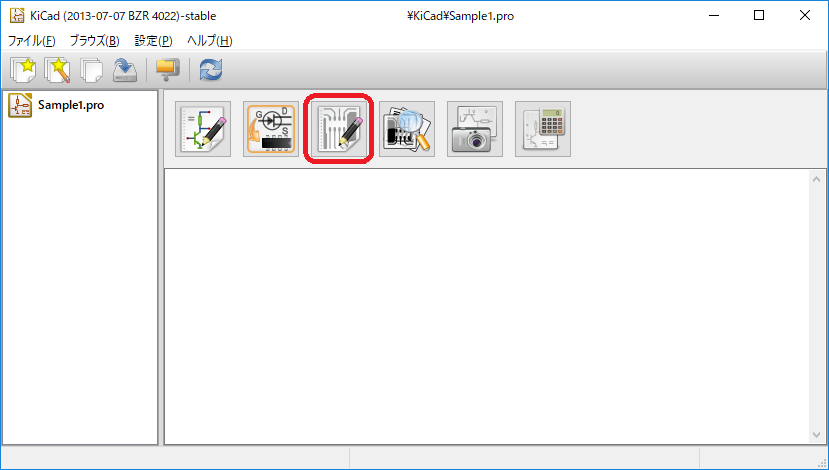 KiCad (2013-07-07 BZR 4022)-stable ¥KiCad¥Sample1.pro
ファイル(F) ブラウズ(B) 設定(P) ヘルプ(H)
Sample1.pro
G D S